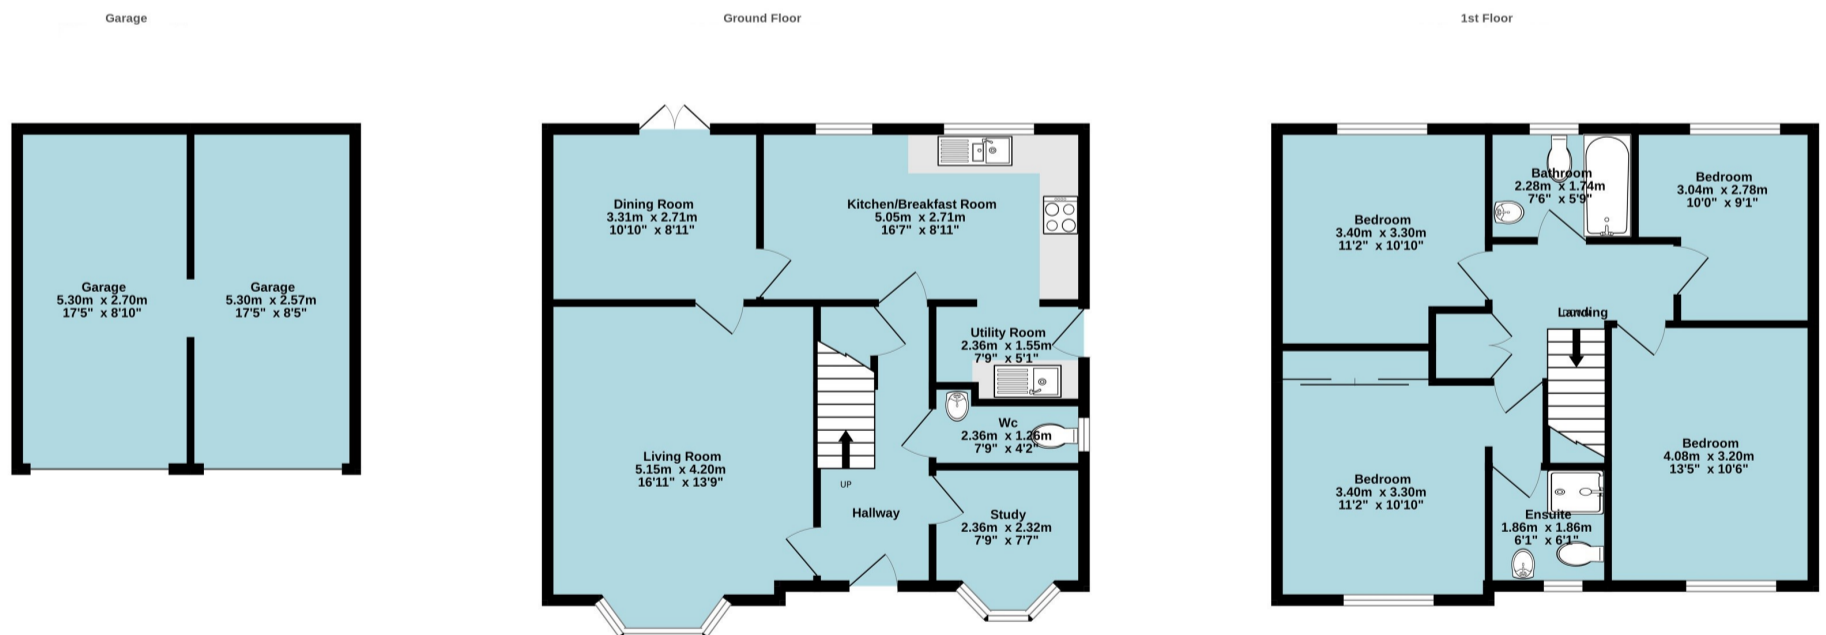 Garage
Ground Floor
1st Floor
Garage
5.30m x 2.70m
17'5" x 8'10"
Garage
5.30m x 2.57m
17'5" x 8'5"
Dining Room
3.31m x 2.71m
10'10" x 8'11"
Kitchen/Breakfast Room
5.05m x 2.71m
16'7" x 8'11"
Utility Room
2.36m x 1.55m
7'9" x 5'1"
Wc
2.36m x 1.26m
7'9" x 4'2"
Living Room
5.15m x 4.20m
16'11" x 13'9"
UP
Hallway
Study
2.36m x 2.32m
7'9" x 7'7"
Bedroom
3.40m x 3.30m
11'2" x 10'10"
Bathroom
2.28m x 1.74m
7'6" x 5'9"
Bedroom
3.04m x 2.78m
10'0" x 9'1"
Landing
Bedroom
3.40m x 3.30m
11'2" x 10'10"
Ensuite
1.86m x 1.86m
6'1" x 6'1"
Bedroom
4.08m x 3.20m
13'5" x 10'6"